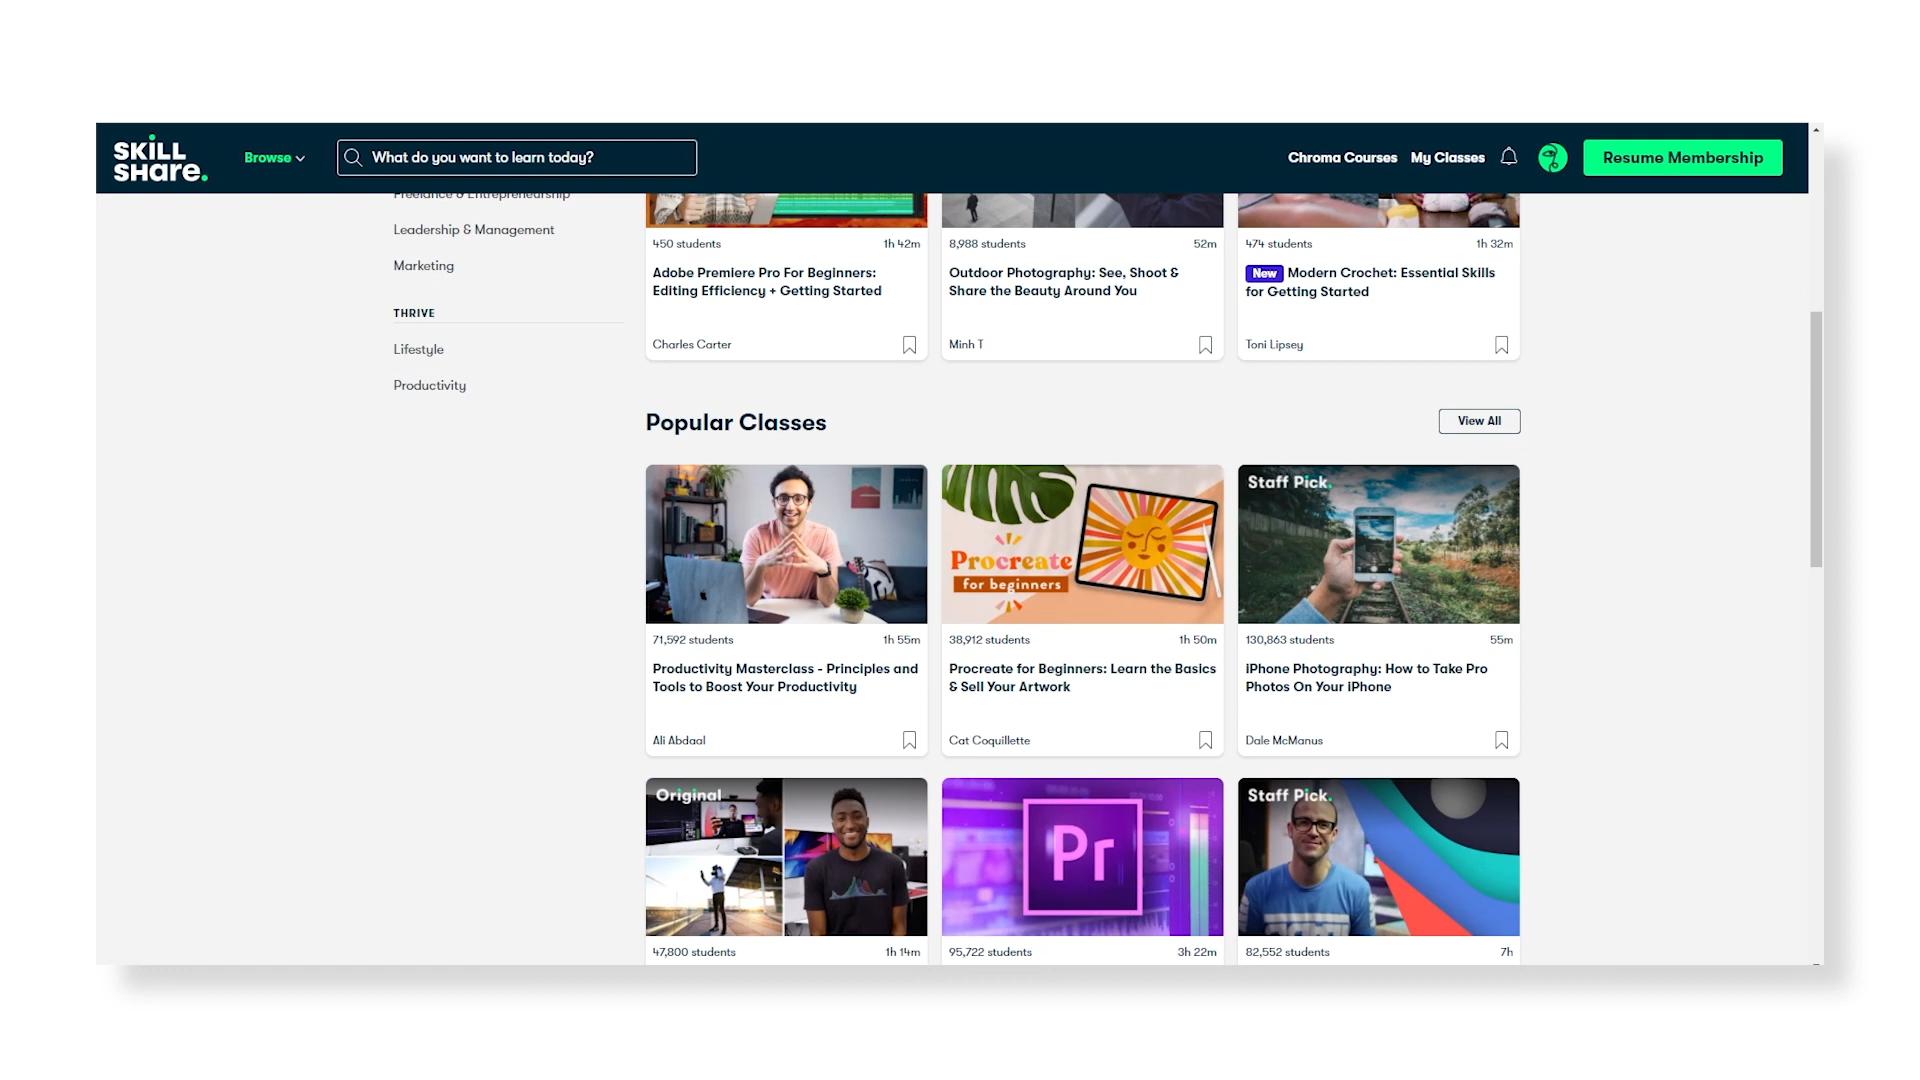 SKILL
SHARE.
Browse
What do you want to learn today?
Chroma Courses
My Classes
Resume Membership
Freelance & Entrepreneurship
Leadership & Management
Marketing
THRIVE
Lifestyle
Productivity
450 students
1h 42m
Adobe Premiere Pro For Beginners:
Editing Efficiency + Getting Started
Charles Carter
8,988 students
52m
Outdoor Photography: See, Shoot &
Share the Beauty Around You
Minh T
474 students
1h 32m
New Modern Crochet: Essential Skills
for Getting Started
Toni Lipsey
Popular Classes
View All
71,592 students
1h 55m
Productivity Masterclass - Principles and
Tools to Boost Your Productivity
Ali Abdaal
Procreate
for beginners
38,912 students
1h 50m
Procreate for Beginners: Learn the Basics
& Sell Your Artwork
Cat Coquillette
Staff Pick.
130,863 students
55m
iPhone Photography: How to Take Pro
Photos On Your iPhone
Dale McManus
Original
47,800 students
1h 14m
Pr
95,722 students
3h 22m
Staff Pick.
82,552 students
7h